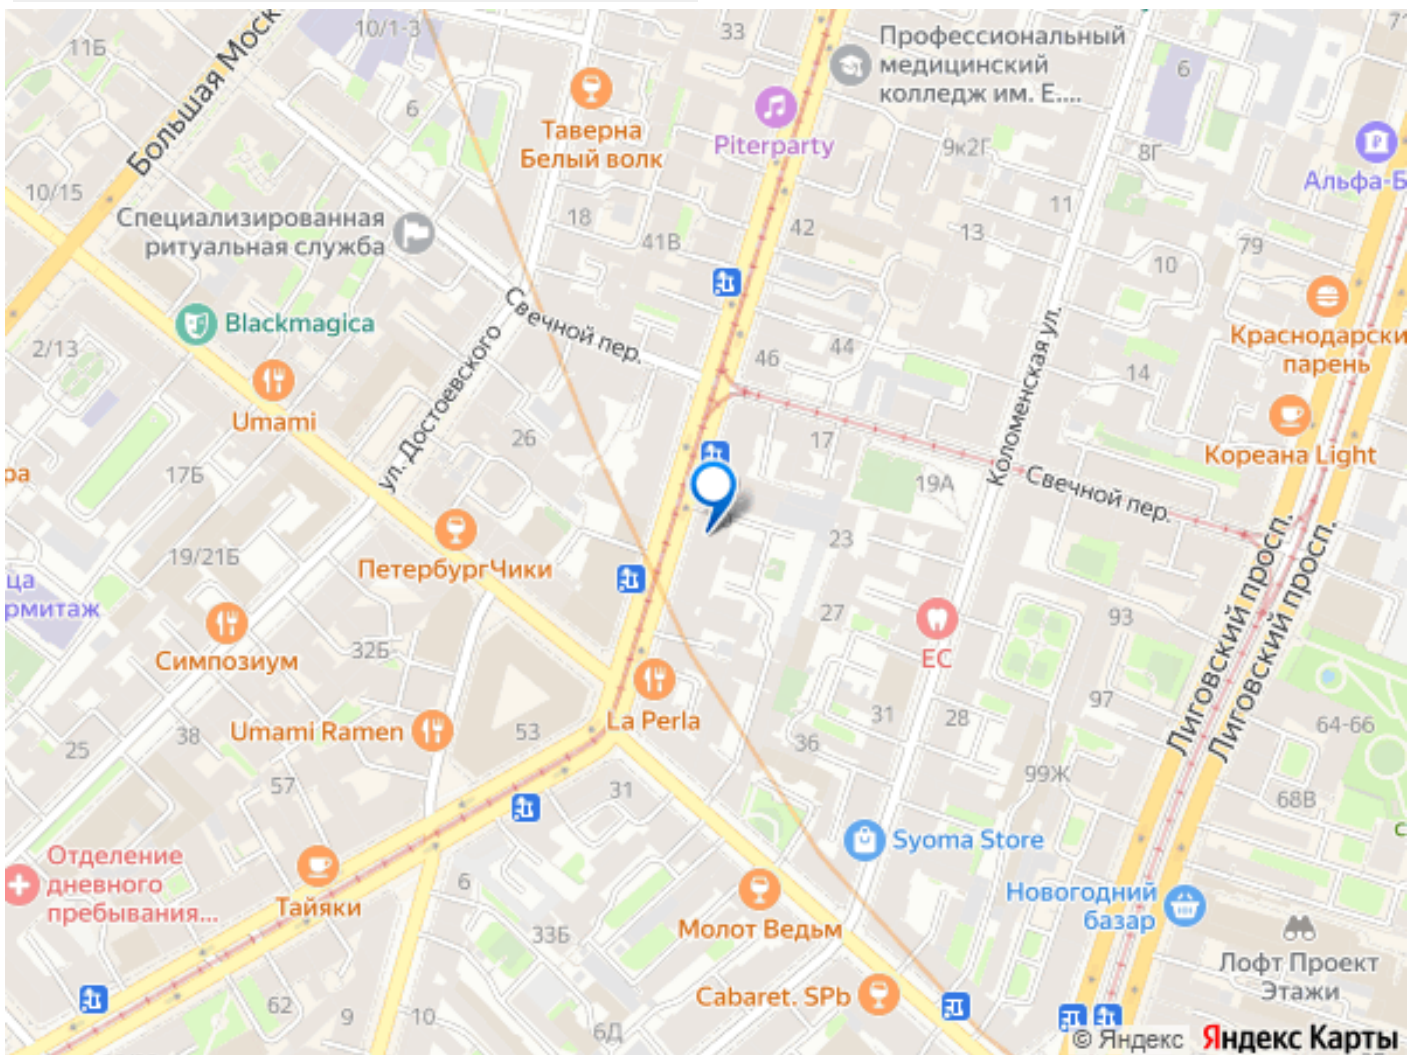 11Б
10/1-3
33
Профессиональный
медицинский
колледж им. Е....
6
Большая Моск
6
Таверна
Белый волк
Piterparty
9к2Г
8Г
Альфа-Б
10/15
Специализированная
ритуальная служба
18
41В
42
11
13
79
10
Blackmagica
Свечной пер.
Краснодарски
парень
2/13
46
44
14
Umami
ул. Достоевского
26
17
Коломенская ул.
Кореана Light
ра
17Б
19А
Свечной пер.
19/21Б
ПетербургЧики
23
Лиговский просп.
Лиговский просп.
ца
рмитаж
Симпозиум
32Б
27
ЕС
93
97
La Perla
31
28
64-66
25
38
Umami Ramen
53
36
57
31
99Ж
68В
Syoma Store
с
Отделение
дневного
пребывания...
Тайяки
6
Молот Ведьм
Новогодний
базар
33Б
Лофт Проект
Этажи
Cabaret. SPb
62
9
10
6Д
© Яндекс Яндекс Карты